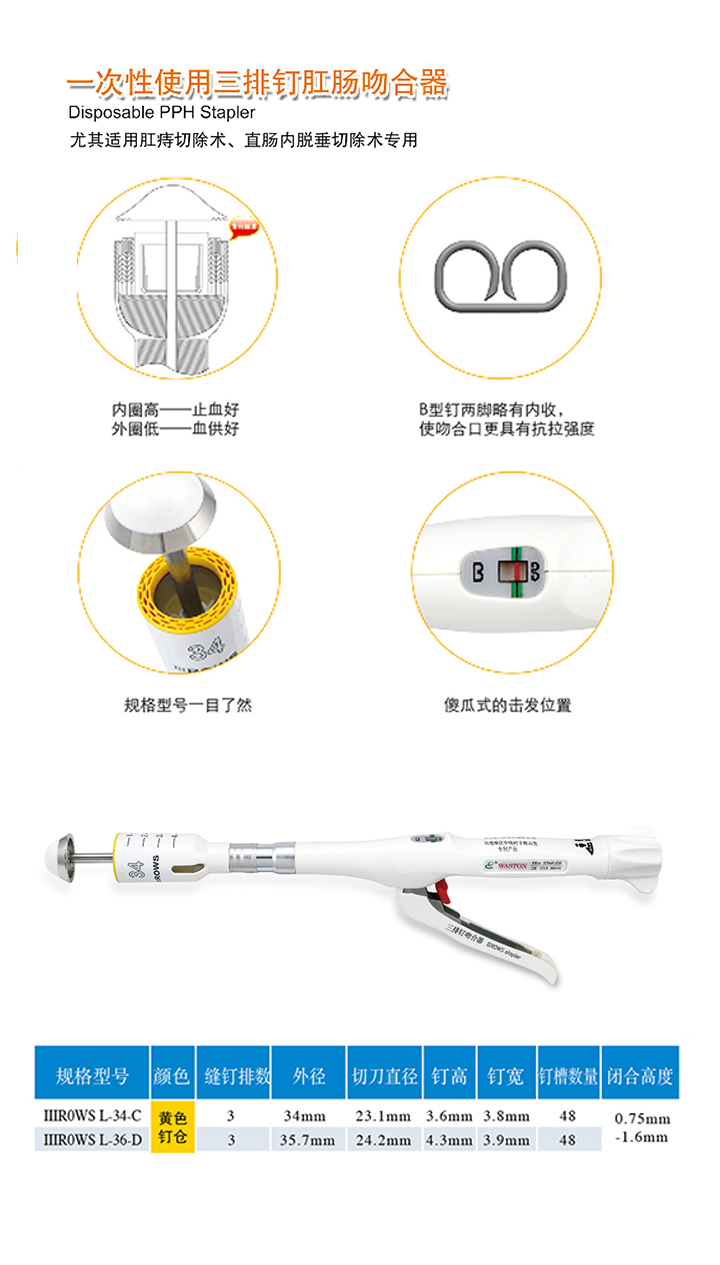 一次性使用三排钉肛肠吻合器
Disposable PPH Stapler
尤其适用肛痔切除术、直肠内脱垂切除术专用
内圈高——止血好
外圈低——血供好
B型钉两脚略有内收，
使吻合口更具有抗拉强度
34
B
规格型号一目了然
傻瓜式的击发位置
34
IIIROWS
专利产品
WASTON
三排钉吻合器 IIIROWS stapler
规格型号 颜色 缝钉排数 外径 切刀直径 钉高 钉宽 钉槽数量 闭合高度
IIIR0WS L-34-C 黄色钉仓 3 34mm 23.1mm 3.6mm 3.8mm 48 0.75mm-1.6mm
IIIR0WS L-36-D 3 35.7mm 24.2mm 4.3mm 3.9mm 48